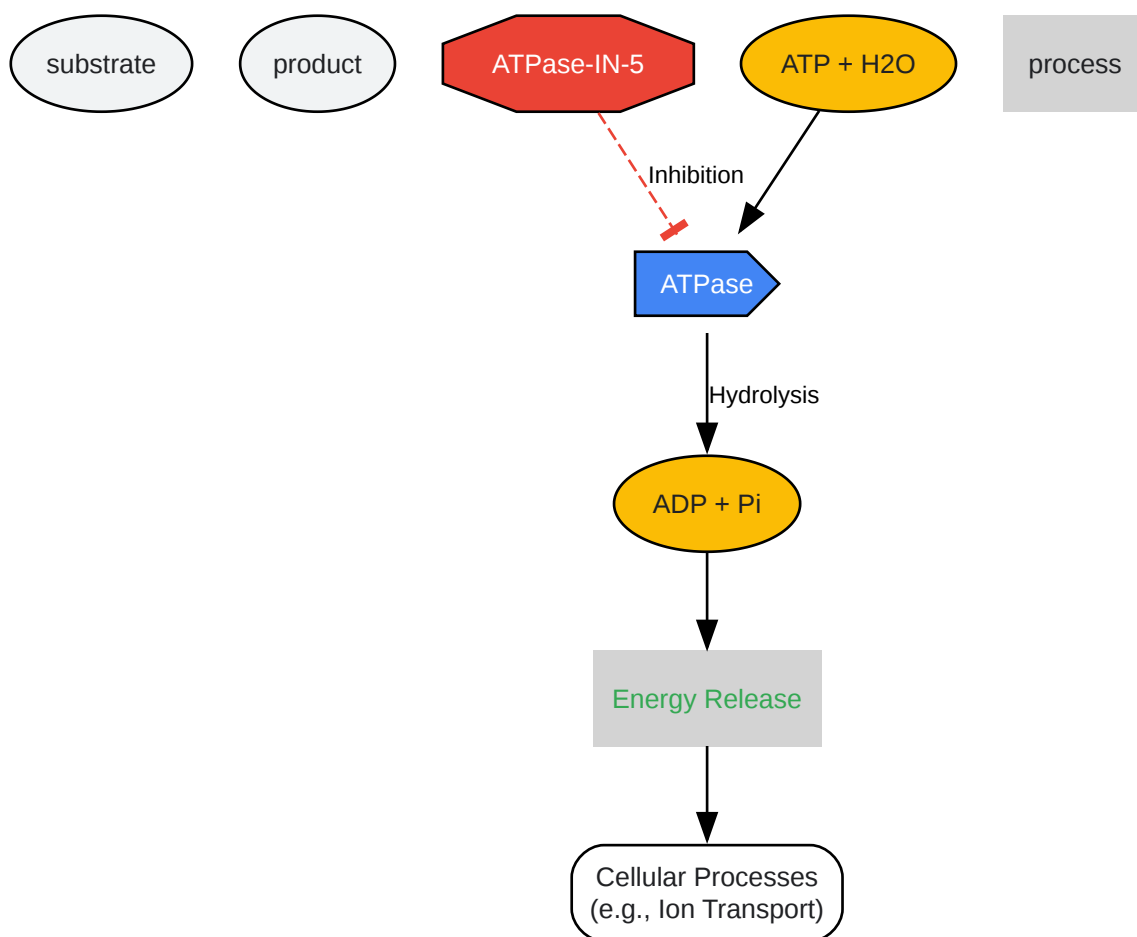 substrate
product
ATPase-IN-5
ATP + H2O
process
Inhibition
ATPase
Hydrolysis
ADP + Pi
Energy Release
Cellular Processes
(e.g., Ion Transport)